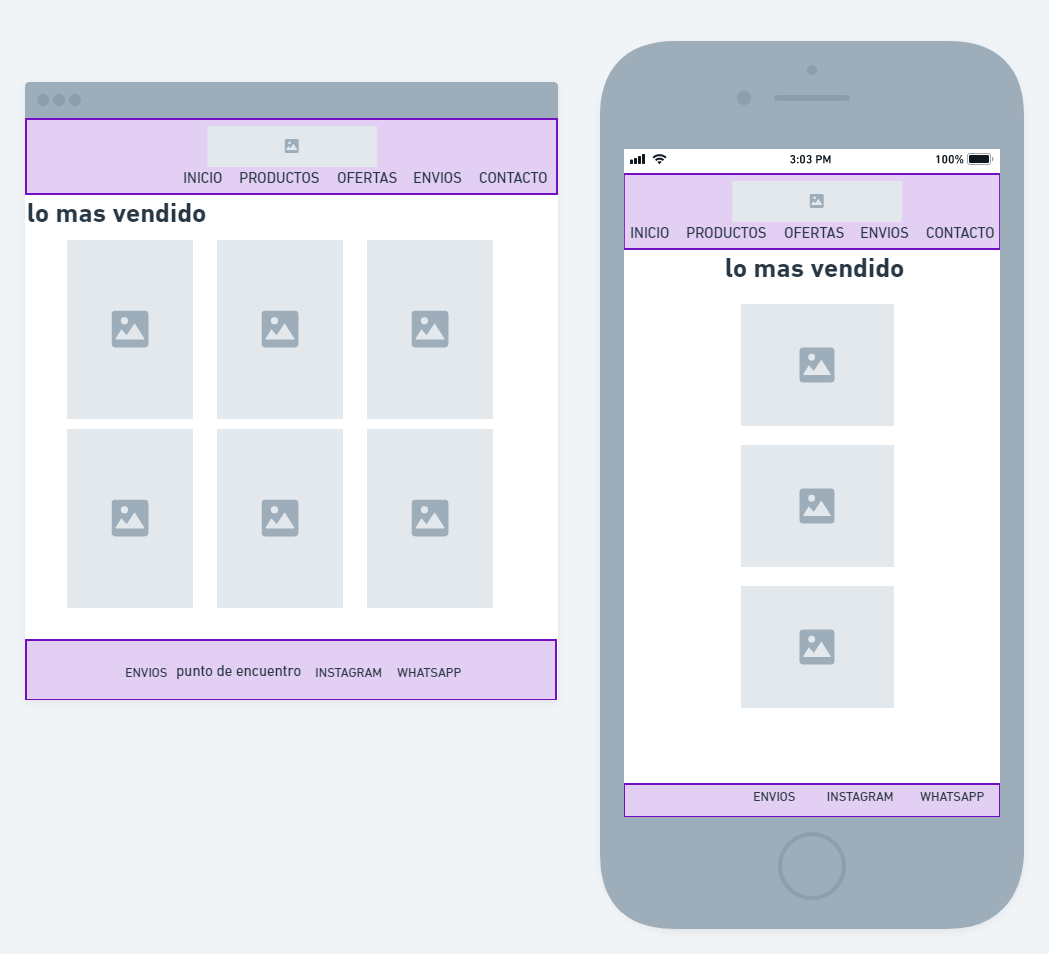 INICIO PRODUCTOS OFERTAS ENVIOS CONTACTO
lo mas vendido
ENVIOS punto de encuentro INSTAGRAM WHATSAPP
3:03 PM 100%
INICIO PRODUCTOS OFERTAS ENVIOS CONTACTO
lo mas vendido
ENVIOS INSTAGRAM WHATSAPP